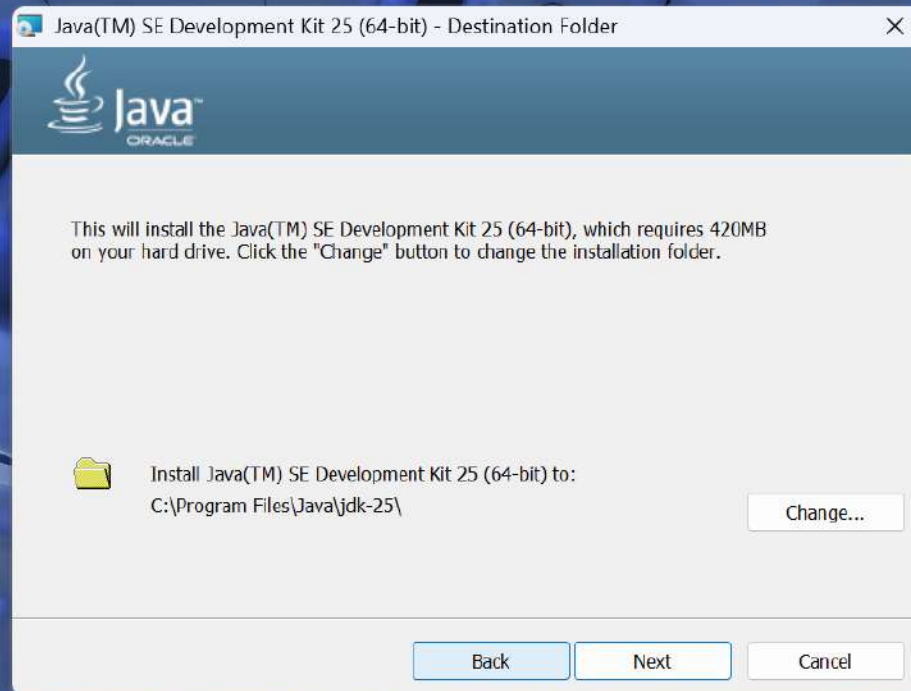 Java(TM) SE Development Kit 25 (64-bit) - Destination Folder
Java™
ORACLE
This will install the Java(TM) SE Development Kit 25 (64-bit), which requires 420MB
on your hard drive. Click the "Change" button to change the installation folder.
Install Java(TM) SE Development Kit 25 (64-bit) to:
C:\Program Files\Java\jdk-25\
Change...
Back Next Cancel